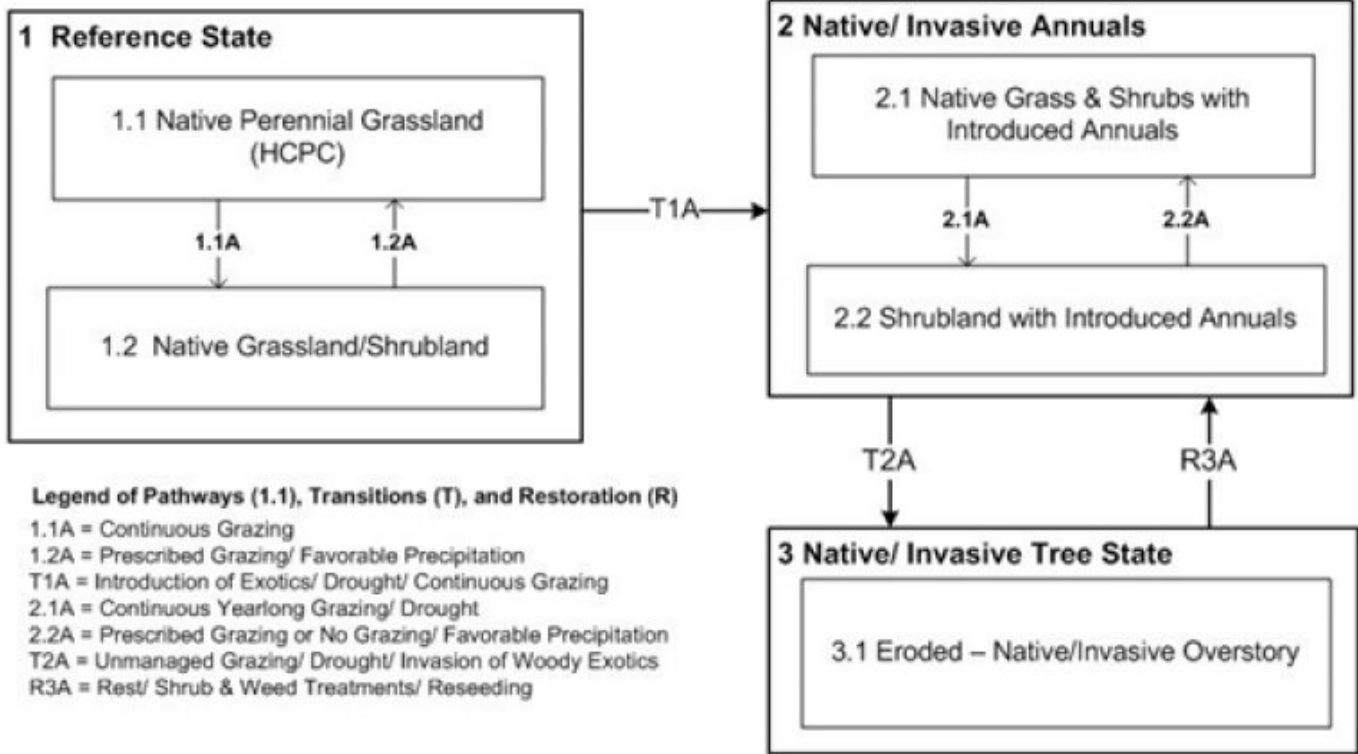 1 Reference State
1.1 Native Perennial Grassland
(HCPC)
1.1A
1.2A
1.2 Native Grassland/Shrubland
T1A
2 Native/ Invasive Annuals
2.1 Native Grass & Shrubs with
Introduced Annuals
2.1A
2.2A
2.2 Shrubland with Introduced Annuals
T2A
R3A
3 Native/ Invasive Tree State
3.1 Eroded – Native/Invasive Overstory
Legend of Pathways (1.1), Transitions (T), and Restoration (R)
1.1A = Continuous Grazing
1.2A = Prescribed Grazing/ Favorable Precipitation
T1A = Introduction of Exotics/ Drought/ Continuous Grazing
2.1A = Continuous Yearlong Grazing/ Drought
2.2A = Prescribed Grazing or No Grazing/ Favorable Precipitation
T2A = Unmanaged Grazing/ Drought/ Invasion of Woody Exotics
R3A = Rest/ Shrub & Weed Treatments/ Reseeding